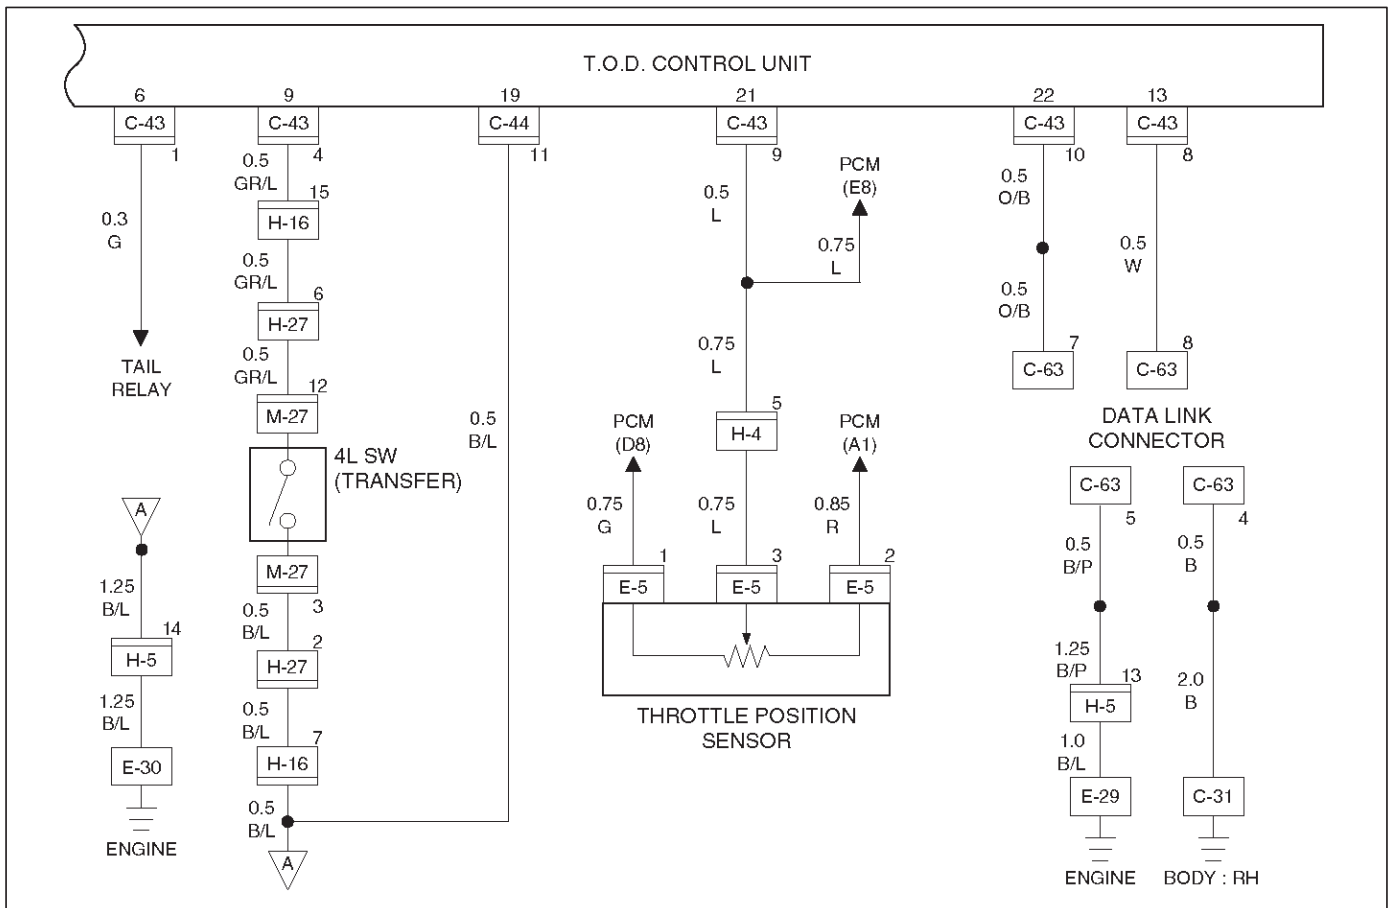 T.O.D. CONTROL UNIT
6 9 19 21 22 13
C-43 C-43 C-44 C-43 C-43 C-43
1 4 11 9 10 8
0.3
G
TAIL
RELAY
0.5
GR/L
15
H-16
0.5
GR/L
6
H-27
0.5
GR/L
12
M-27
4L SW
(TRANSFER)
M-27
3
0.5
B/L
2
H-27
0.5
B/L
7
H-16
0.5
B/L
A
0.5
B/L
A
1.25
B/L
14
H-5
1.25
B/L
E-30
ENGINE
0.5
L
PCM
(E8)
0.75
L
0.75
L
5
H-4
PCM
(D8)
0.75
G
1
E-5
0.75
L
3
E-5
PCM
(A1)
0.85
R
2
E-5
THROTTLE POSITION
SENSOR
0.5
O/B
0.5
O/B
7
C-63
0.5
W
8
C-63
DATA LINK
CONNECTOR
C-63
5
0.5
B/P
1.25
B/P
13
H-5
1.0
B/L
E-29
ENGINE
C-63
4
0.5
B
2.0
B
C-31
BODY : RH